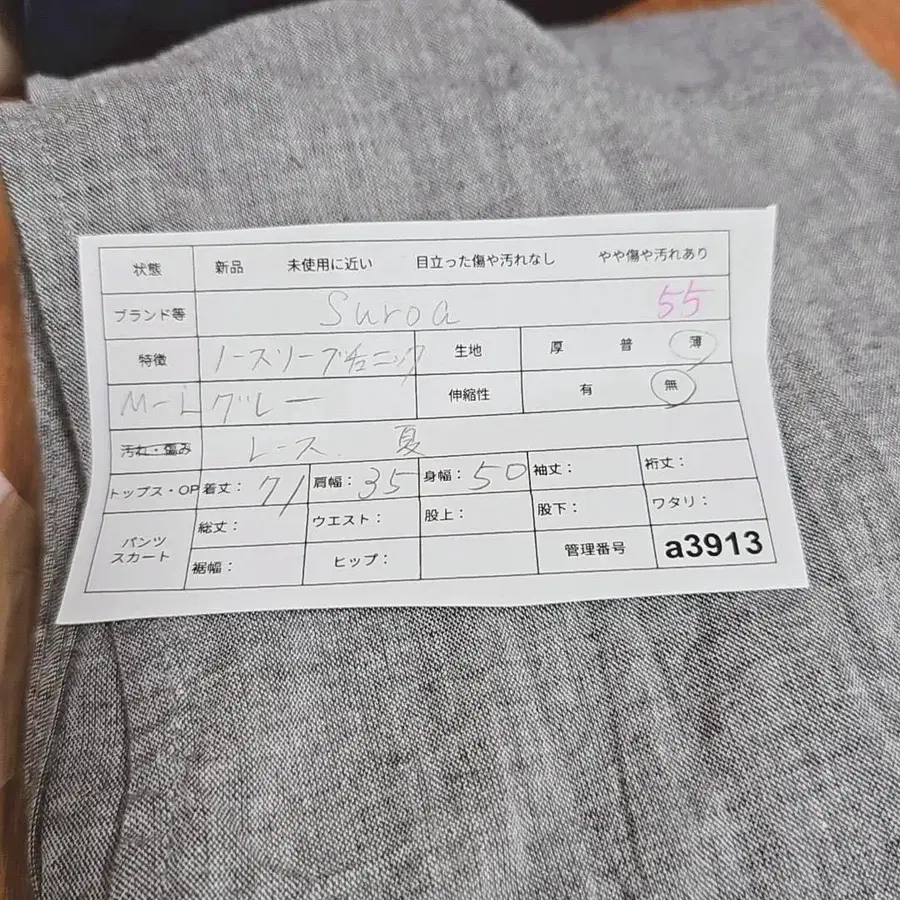 状態 新品 未使用に近い 目立った傷や汚れなし やや傷や汚れあり
ブランド等 Suroa 55
特徴 ノースリーブチュニック 生地 厚 普 薄
M-L グレー 伸縮性 有 無
汚れ・傷み レース. 夏
トップス・OP 着丈: 71 肩幅: 35 身幅: 50 袖丈: 裄丈:
パンツ スカート 総丈: ウエスト: 股上: 股下: ワタリ:
裾幅: ヒップ: 管理番号 a3913